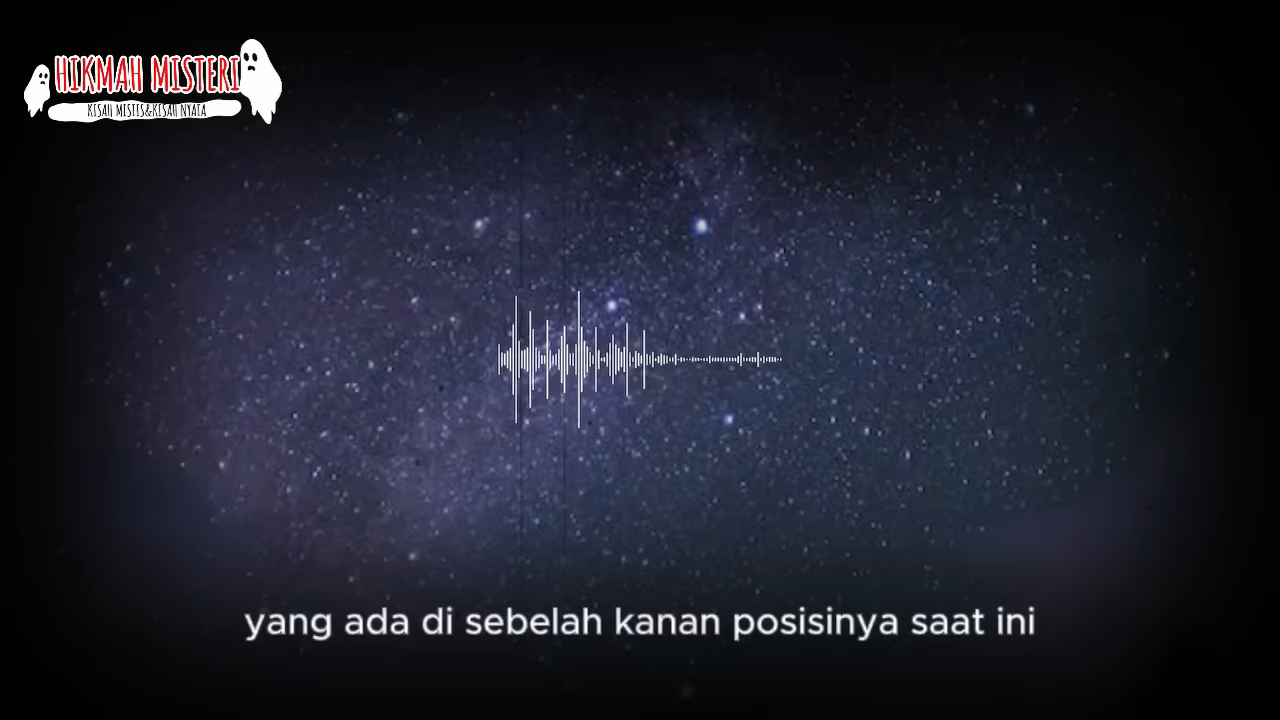 HIKMAH MISTERI
KISAH MISTIS&KISAH NYATA
yang ada di sebelah kanan posisinya saat ini